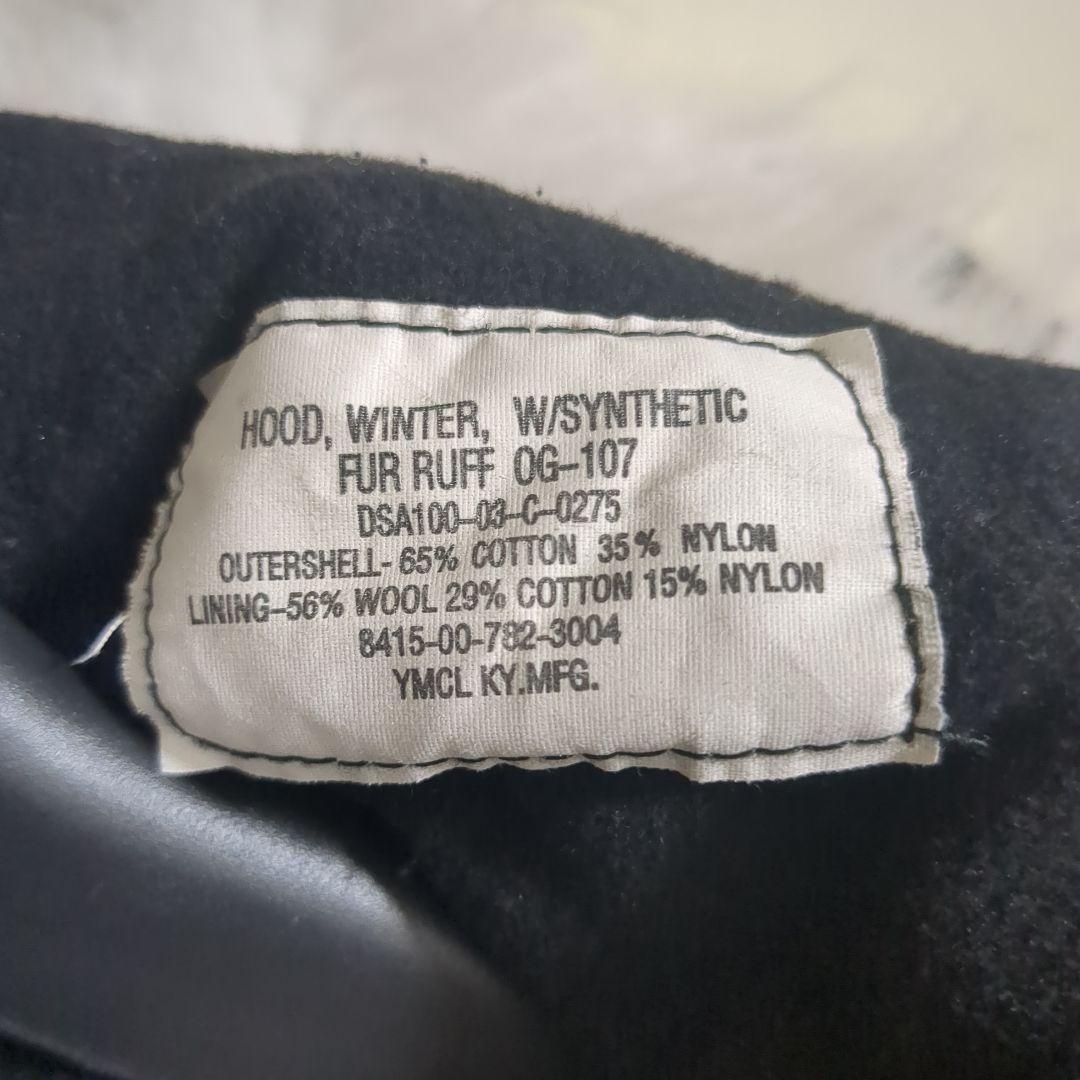 HOOD, WINTER, W/SYNTHETIC
FUR RUFF OG-107
DSA100-03-C-0275
OUTERSHELL- 65% COTTON 35% NYLON
LINING-56% WOOL 29% COTTON 15% NYLON
8415-00-782-3004
YMCL KY.MFG.